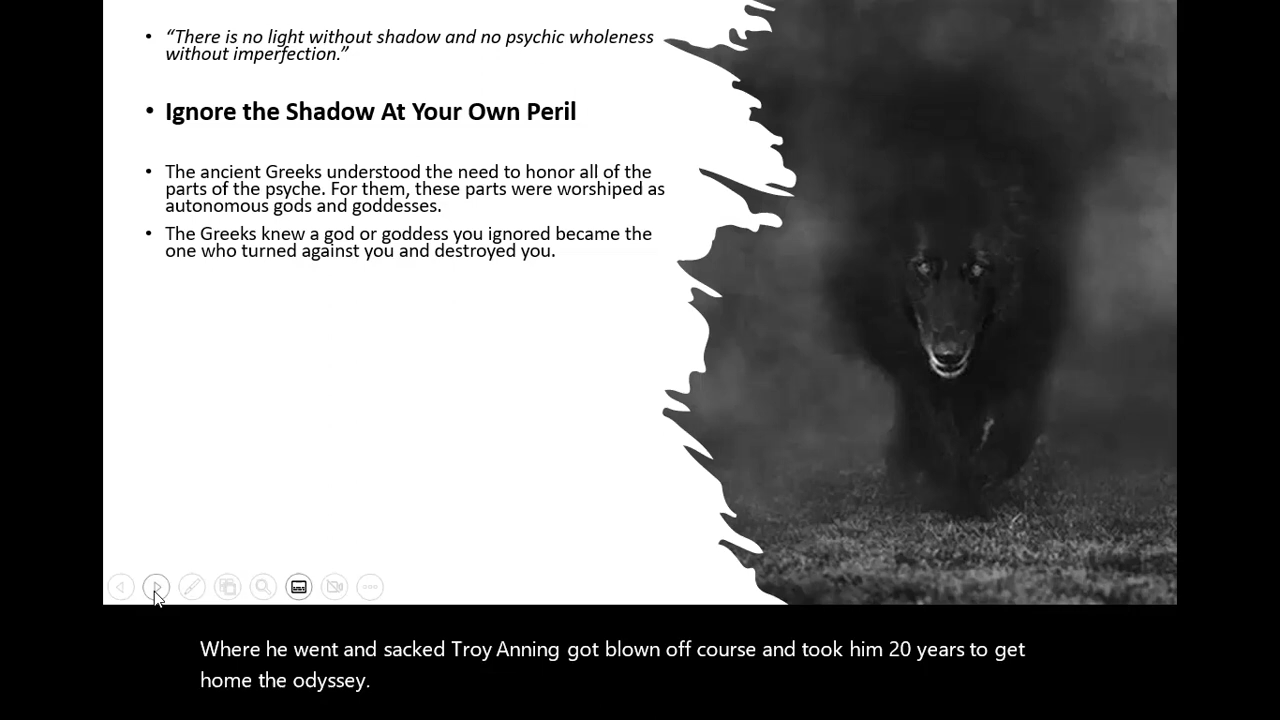 • “There is no light without shadow and no psychic wholeness
without imperfection.”
• Ignore the Shadow At Your Own Peril
• The ancient Greeks understood the need to honor all of the
parts of the psyche. For them, these parts were worshiped as
autonomous gods and goddesses.
• The Greeks knew a god or goddess you ignored became the
one who turned against you and destroyed you.
Where he went and sacked Troy Anning got blown off course and took him 20 years to get
home the odyssey.